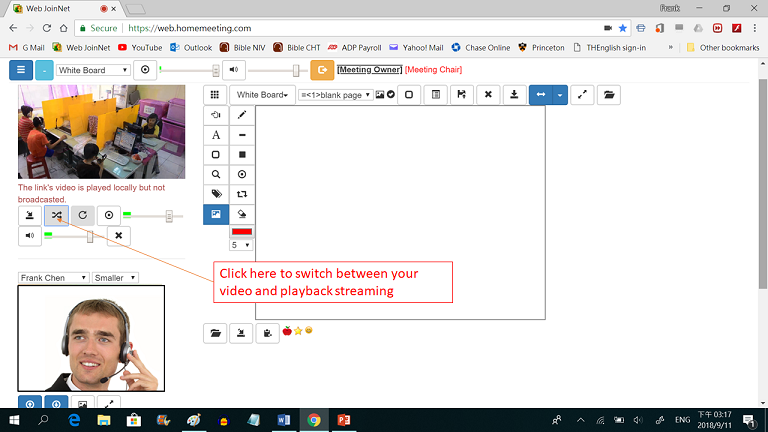 Web JoinNet
Frank
Secure | https://web.homemeeting.com
G Mail Web JoinNet YouTube Outlook Bible NIV Bible CHT ADP Payroll Yahoo! Mail Chase Online Princeton THEnglish sign-in » Other bookmarks
White Board [Meeting Owner] [Meeting Chair]
White Board =<1>blank page
The link's video is played locally but not
broadcasted.
A
5
Click here to switch between your
video and playback streaming
Frank Chen Smaller
ENG 下午 03:17
2018/9/11